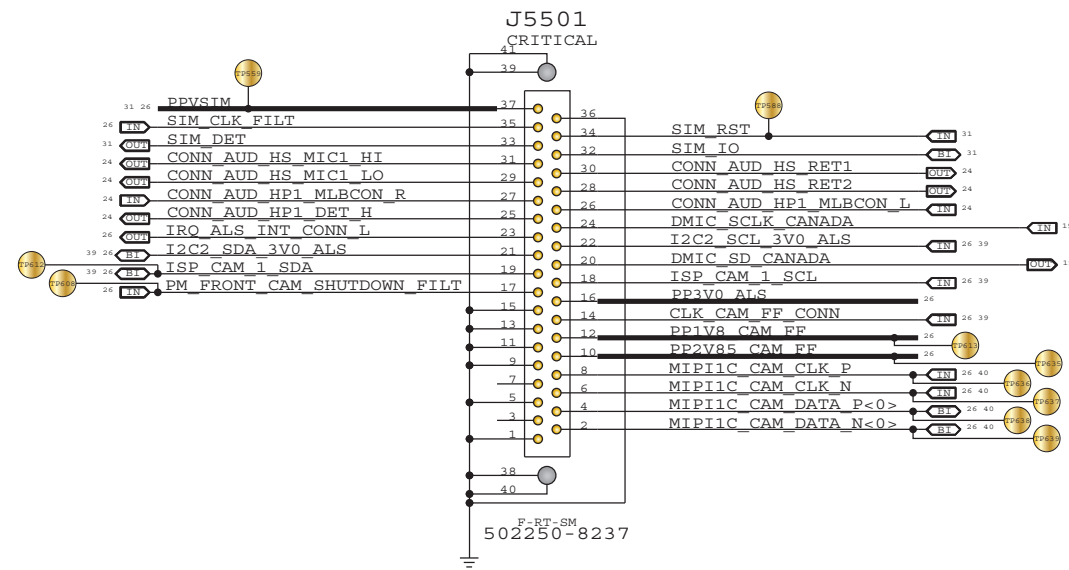 J5501
CRITICAL
41
39
TP559
TP588
31 26 PPVSIM 37
36
26 IN SIM_CLK_FILT 35
34 SIM_RST IN 31
31 OUT SIM_DET 33
32 SIM_IO BI 31
24 OUT CONN_AUD_HS_MIC1_HI 31
30 CONN_AUD_HS_RET1 OUT 24
24 OUT CONN_AUD_HS_MIC1_LO 29
28 CONN_AUD_HS_RET2 OUT 24
24 IN CONN_AUD_HP1_MLBCON_R 27
26 CONN_AUD_HP1_MLBCON_L IN 24
24 OUT CONN_AUD_HP1_DET_H 25
24 DMIC_SCLK_CANADA IN
26 OUT IRQ_ALS_INT_CONN_L 23
22 I2C2_SCL_3V0_ALS IN 26 39
39 26 BI I2C2_SDA_3V0_ALS 21
20 DMIC_SD_CANADA OUT
TP612
39 26 BI ISP_CAM_1_SDA 19
18 ISP_CAM_1_SCL IN 26 39
TP608
26 IN PM_FRONT_CAM_SHUTDOWN_FILT 17
16 PP3V0_ALS 26
15
14 CLK_CAM_FF_CONN IN 26 39
13
12 PP1V8_CAM_FF 26
TP613
11
10 PP2V85_CAM_FF 26
TP635
9
8 MIPI1C_CAM_CLK_P IN 26 40
TP636
7
6 MIPI1C_CAM_CLK_N IN 26 40
TP637
5
4 MIPI1C_CAM_DATA_P<0> BI 26 40
TP638
3
2 MIPI1C_CAM_DATA_N<0> BI 26 40
TP639
1
38
40
F-RT-SM
502250-8237